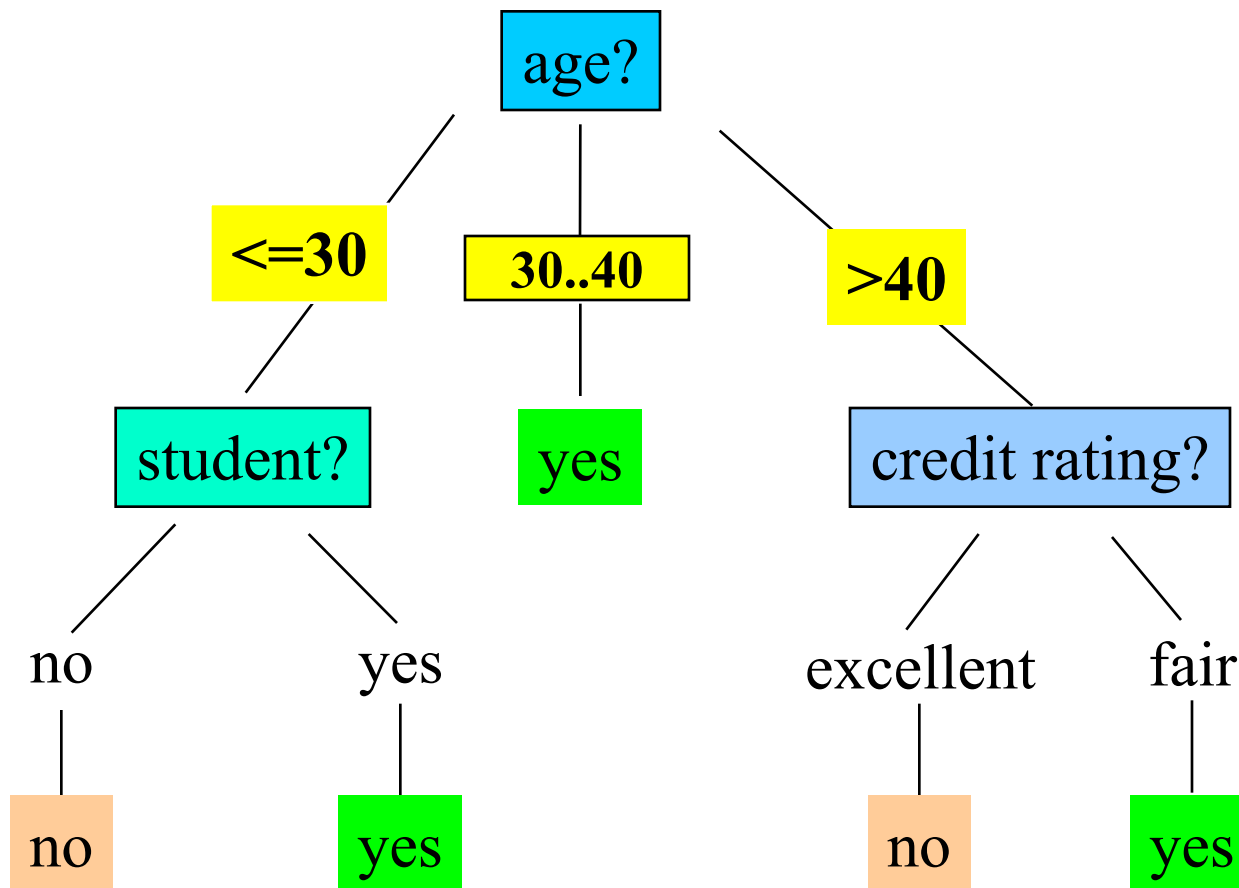 age?
<=30
30..40
>40
student?
yes
credit rating?
no
yes
excellent
fair
no
yes
no
yes